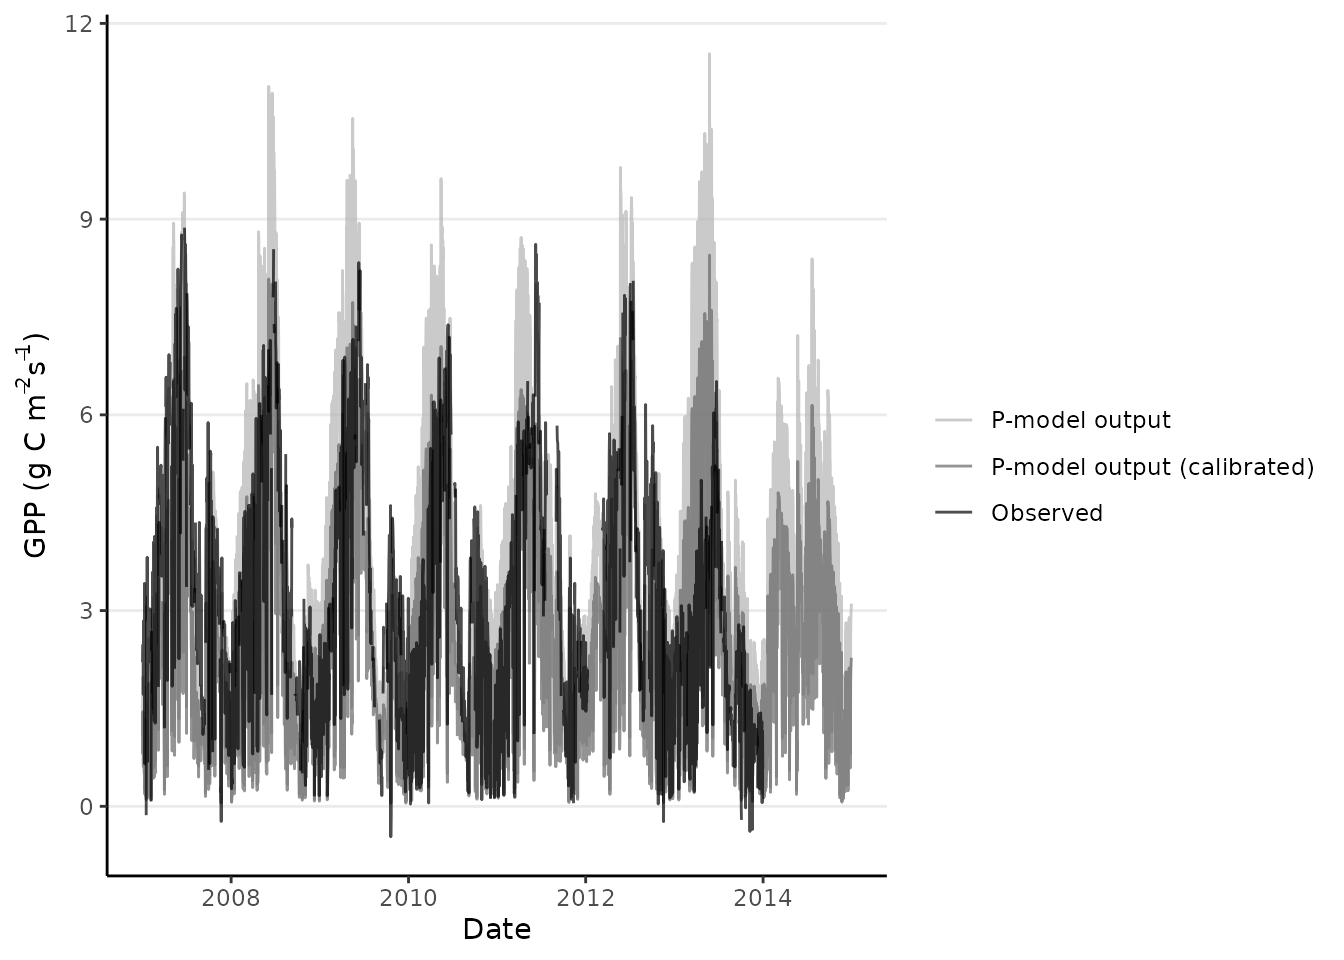 12
9
6
3
0
GPP (g C m⁻²s⁻¹)
2008 2010 2012 2014
Date
P-model output
P-model output (calibrated)
Observed